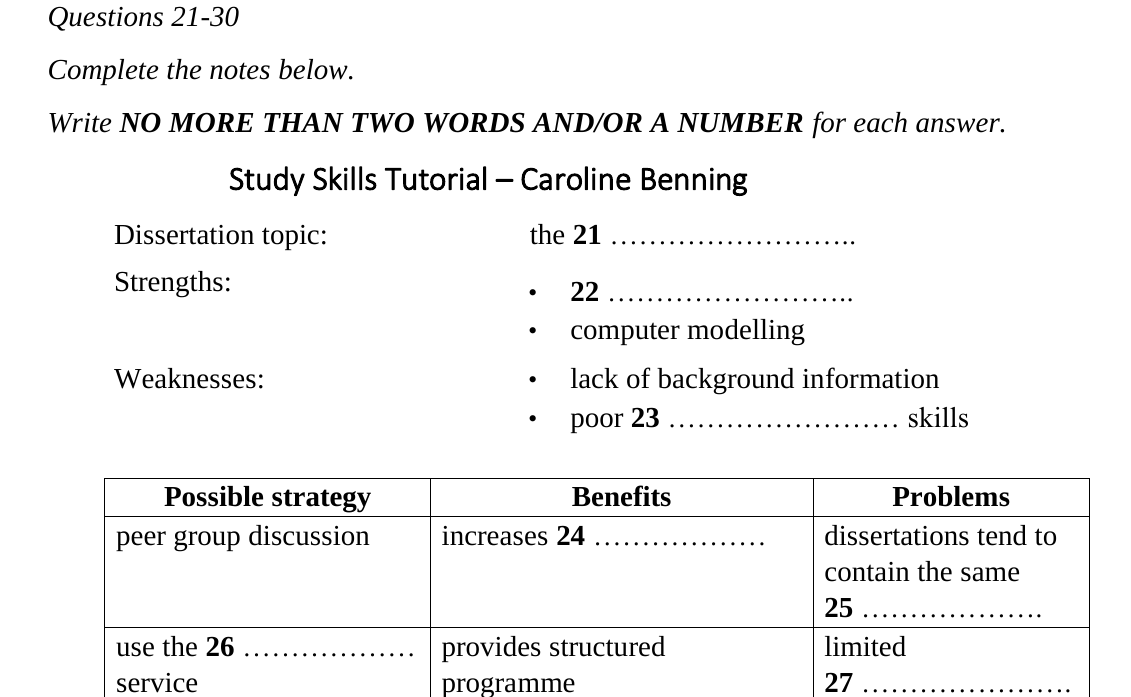 Questions 21-30
Complete the notes below.
Write NO MORE THAN TWO WORDS AND/OR A NUMBER for each answer.
Study Skills Tutorial – Caroline Benning
Dissertation topic: the 21 ……………………..
Strengths:
• 22 ……………………..
• computer modelling
Weaknesses: • lack of background information
• poor 23 …………………… skills
Possible strategy Benefits Problems
peer group discussion increases 24 ……………… dissertations tend to
contain the same
25 ……………….
use the 26 ……………… provides structured limited
service programme 27 ………………….